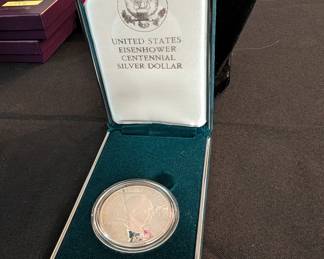 UNITED STATES
EISENHOWER
CENTENNIAL
SILVER DOLLAR